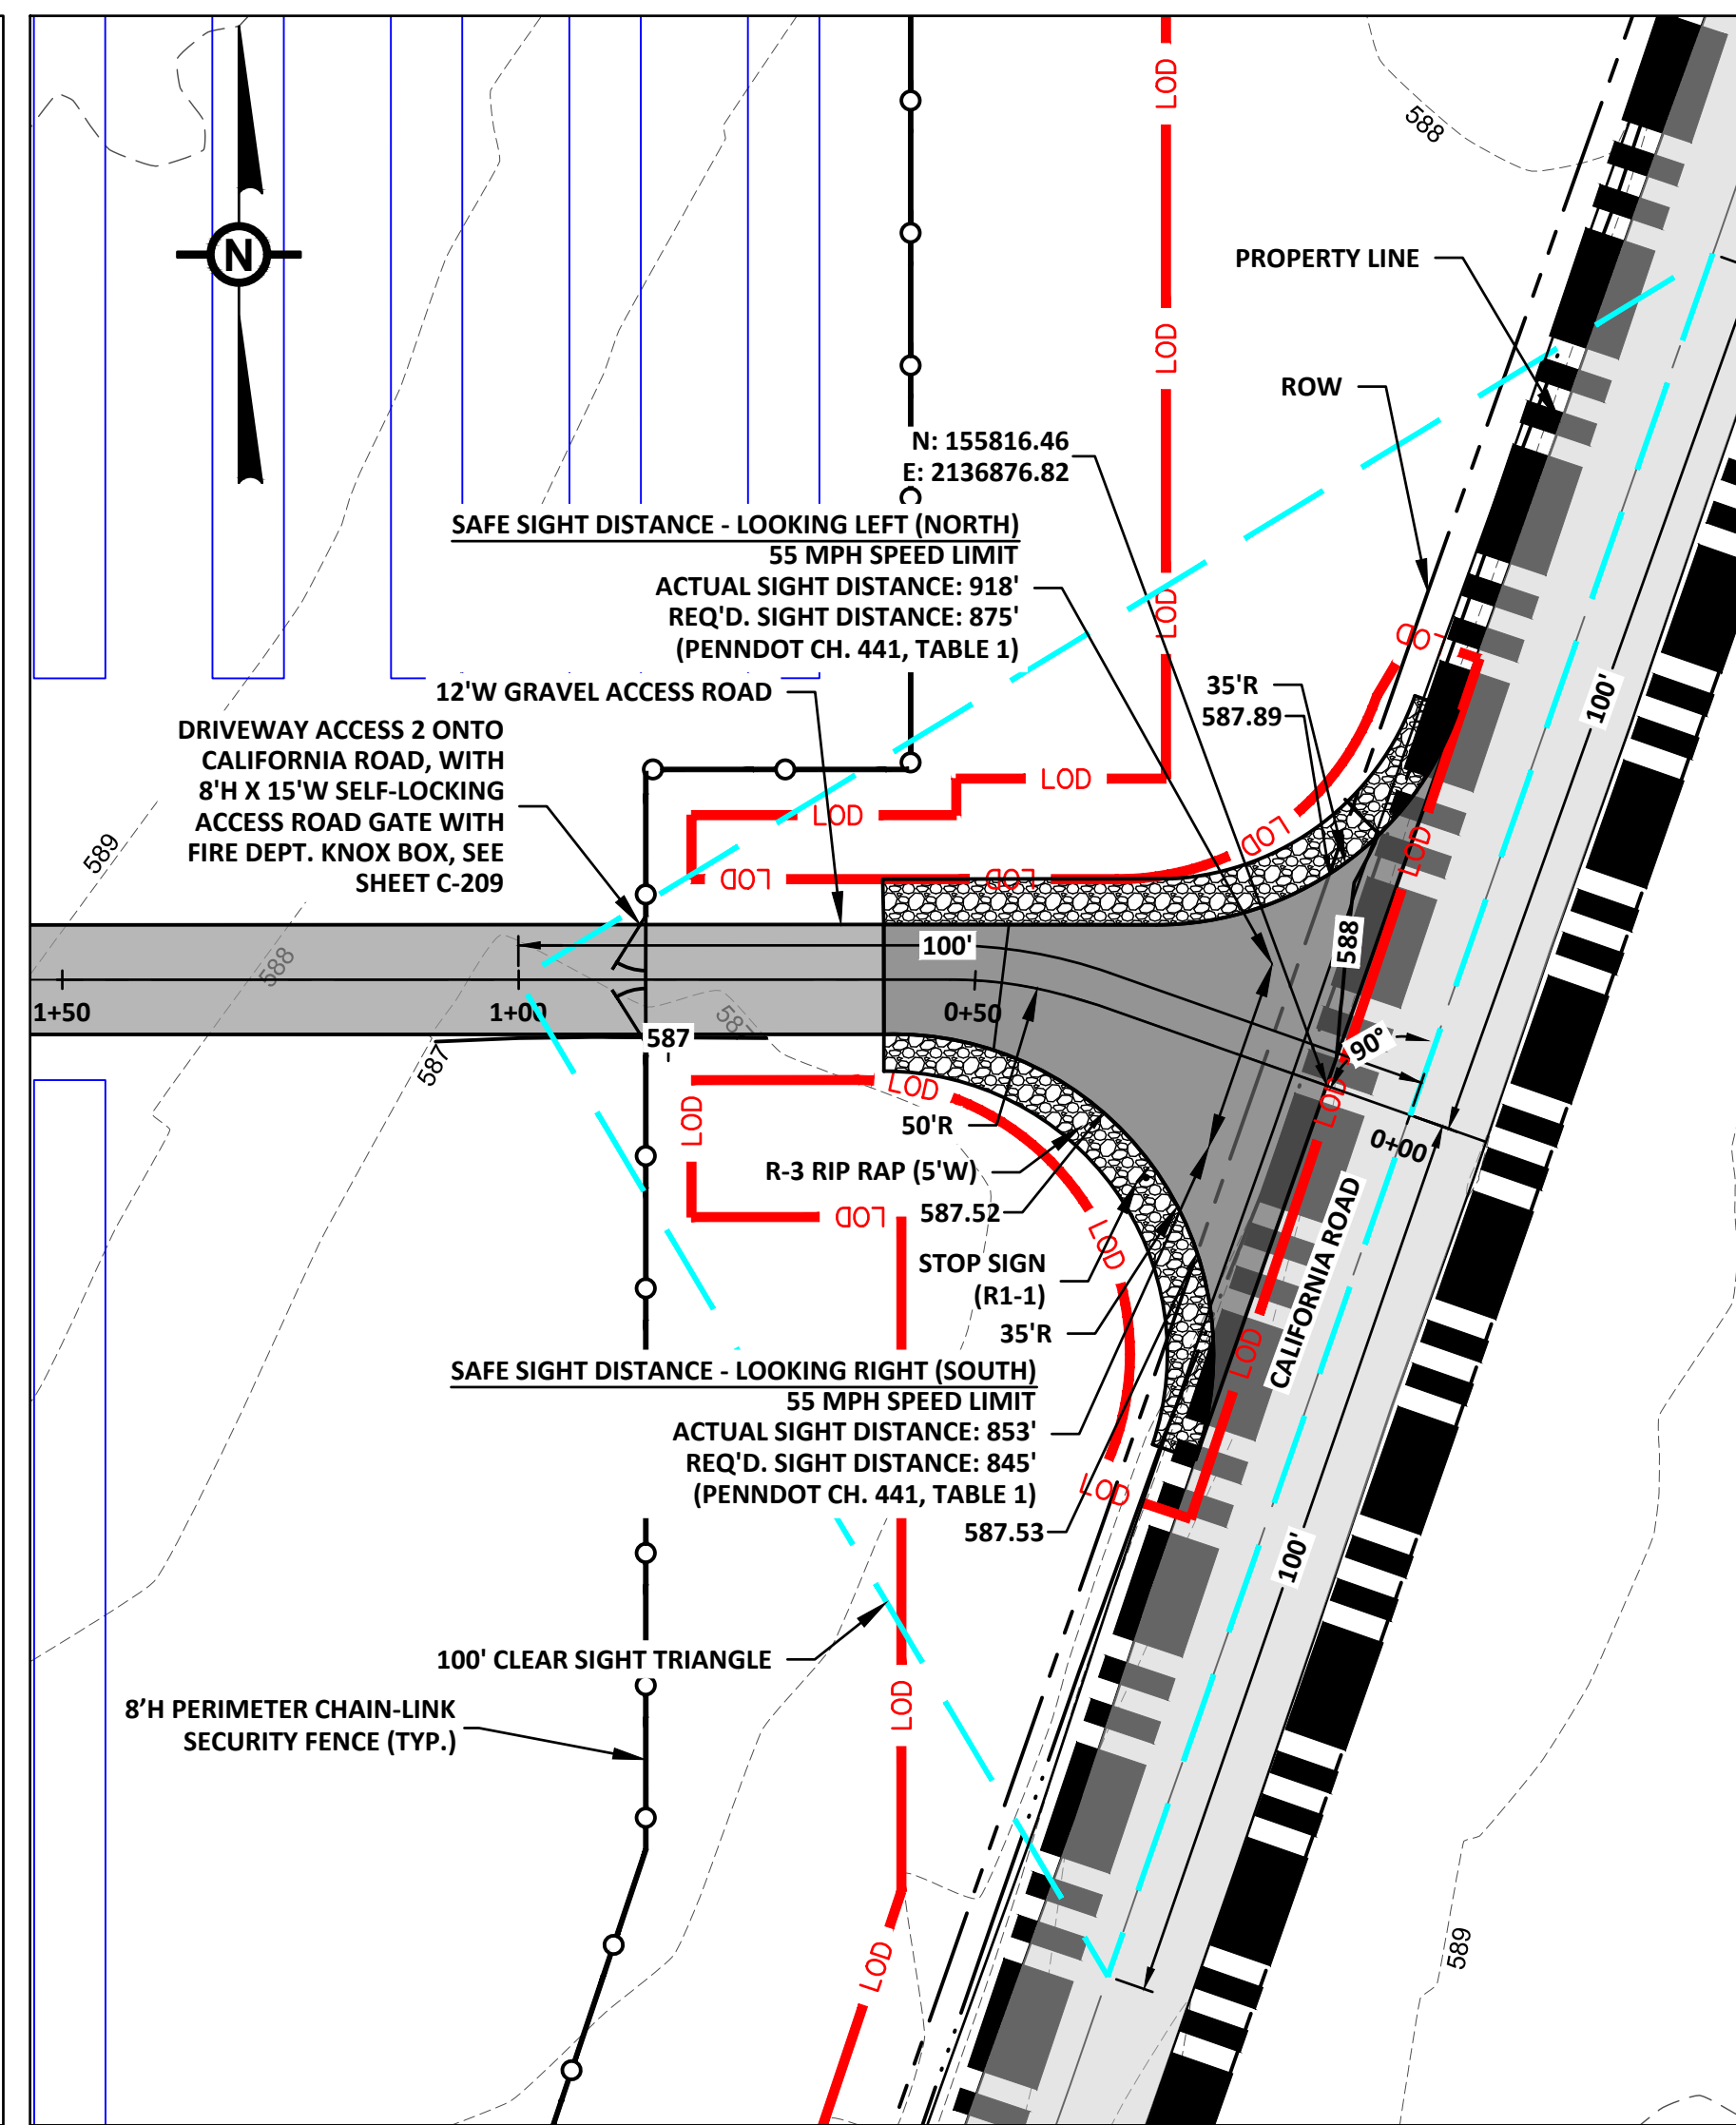 LOD
588
N
PROPERTY LINE
ROW
LOD
N: 155816.46
E: 2136876.82
SAFE SIGHT DISTANCE - LOOKING LEFT (NORTH)
55 MPH SPEED LIMIT
ACTUAL SIGHT DISTANCE: 918'
REQ'D. SIGHT DISTANCE: 875'
(PENNDOT CH. 441, TABLE 1)
LOD
LOD
12'W GRAVEL ACCESS ROAD
35'R
587.89
100'
DRIVEWAY ACCESS 2 ONTO
CALIFORNIA ROAD, WITH
8'H X 15'W SELF-LOCKING
ACCESS ROAD GATE WITH
FIRE DEPT. KNOX BOX, SEE
SHEET C-209
LOD
LOD
LOD
LOD
LOD
LOD
589
588
100'
588
1+50
1+00
0+50
587
587
587
90°
LOD
LOD
LOD
0+00
50'R
R-3 RIP RAP (5'W)
587.52
LOD
LOD
STOP SIGN
(R1-1)
35'R
CALIFORNIA ROAD
LOD
SAFE SIGHT DISTANCE - LOOKING RIGHT (SOUTH)
55 MPH SPEED LIMIT
ACTUAL SIGHT DISTANCE: 853'
REQ'D. SIGHT DISTANCE: 845'
(PENNDOT CH. 441, TABLE 1)
LOD
587.53
100'
100' CLEAR SIGHT TRIANGLE
LOD
8’H PERIMETER CHAIN-LINK
SECURITY FENCE (TYP.)
LOD
589